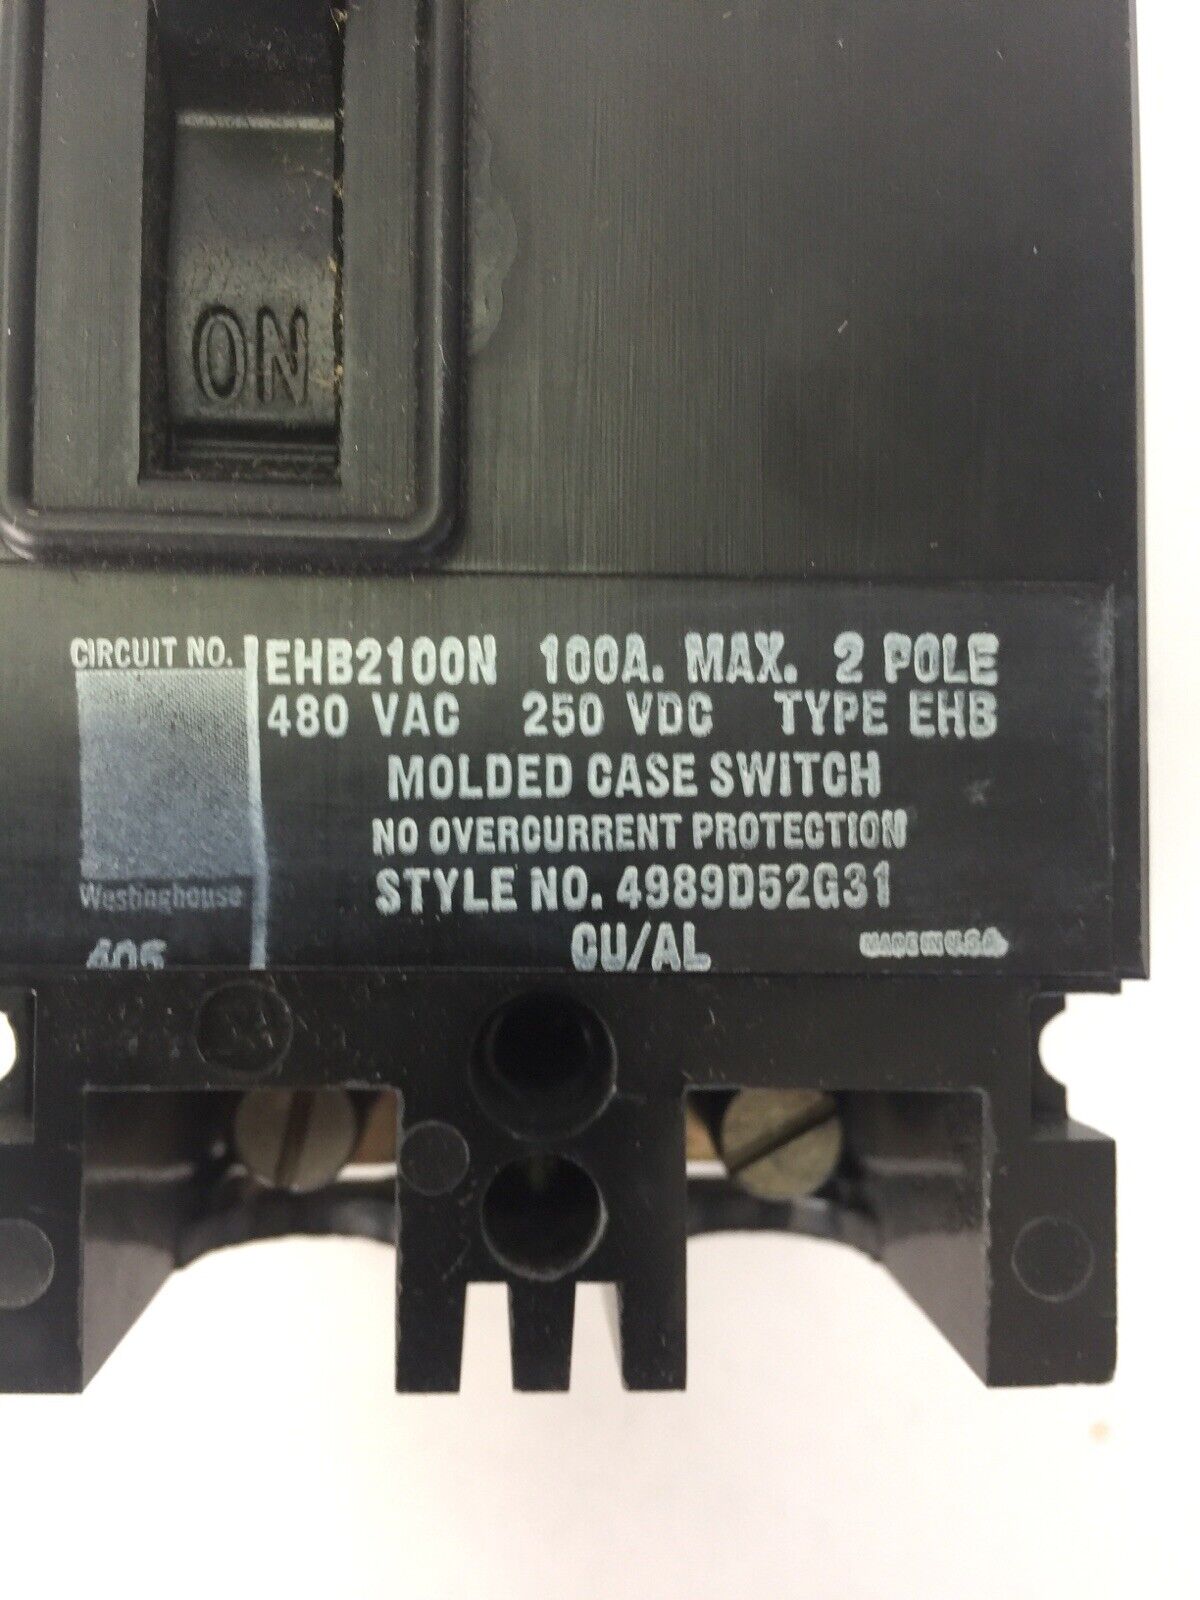 ON
CIRCUIT NO.
EHB2100N 100A. MAX. 2 POLE
480 VAC 250 VDC TYPE EHB
MOLDED CASE SWITCH
NO OVERCURRENT PROTECTION
STYLE NO. 4989D52G31
Westinghouse
CU/AL
MADE IN U.S.A.
405